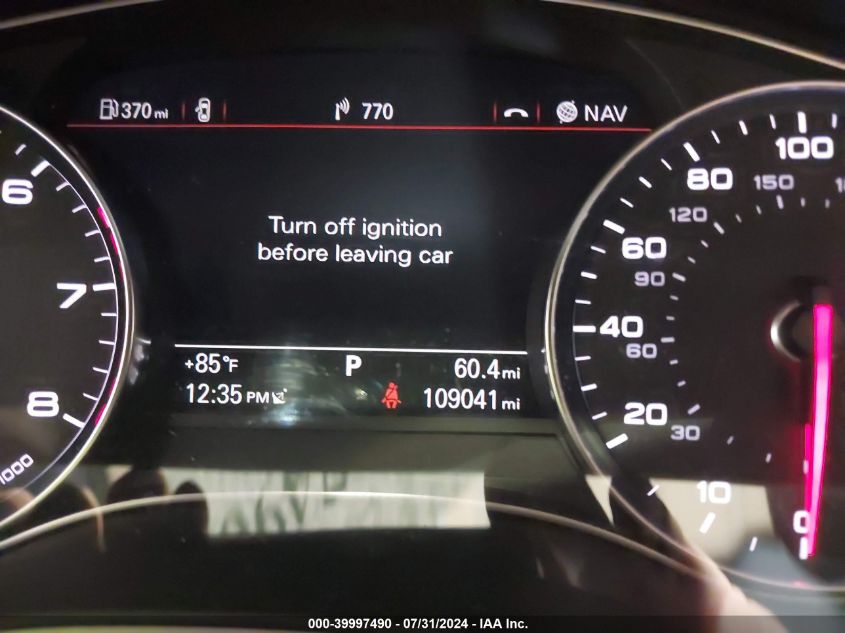 370 mi 770 NAV
Turn off ignition
before leaving car
+85°F P 60.4 mi
12:35 PM 109041 mi
6
7
8
1000
100
80
150
120
60
90
40
60
20
30
10
0
000-39997490 - 07/31/2024 - IAA Inc.